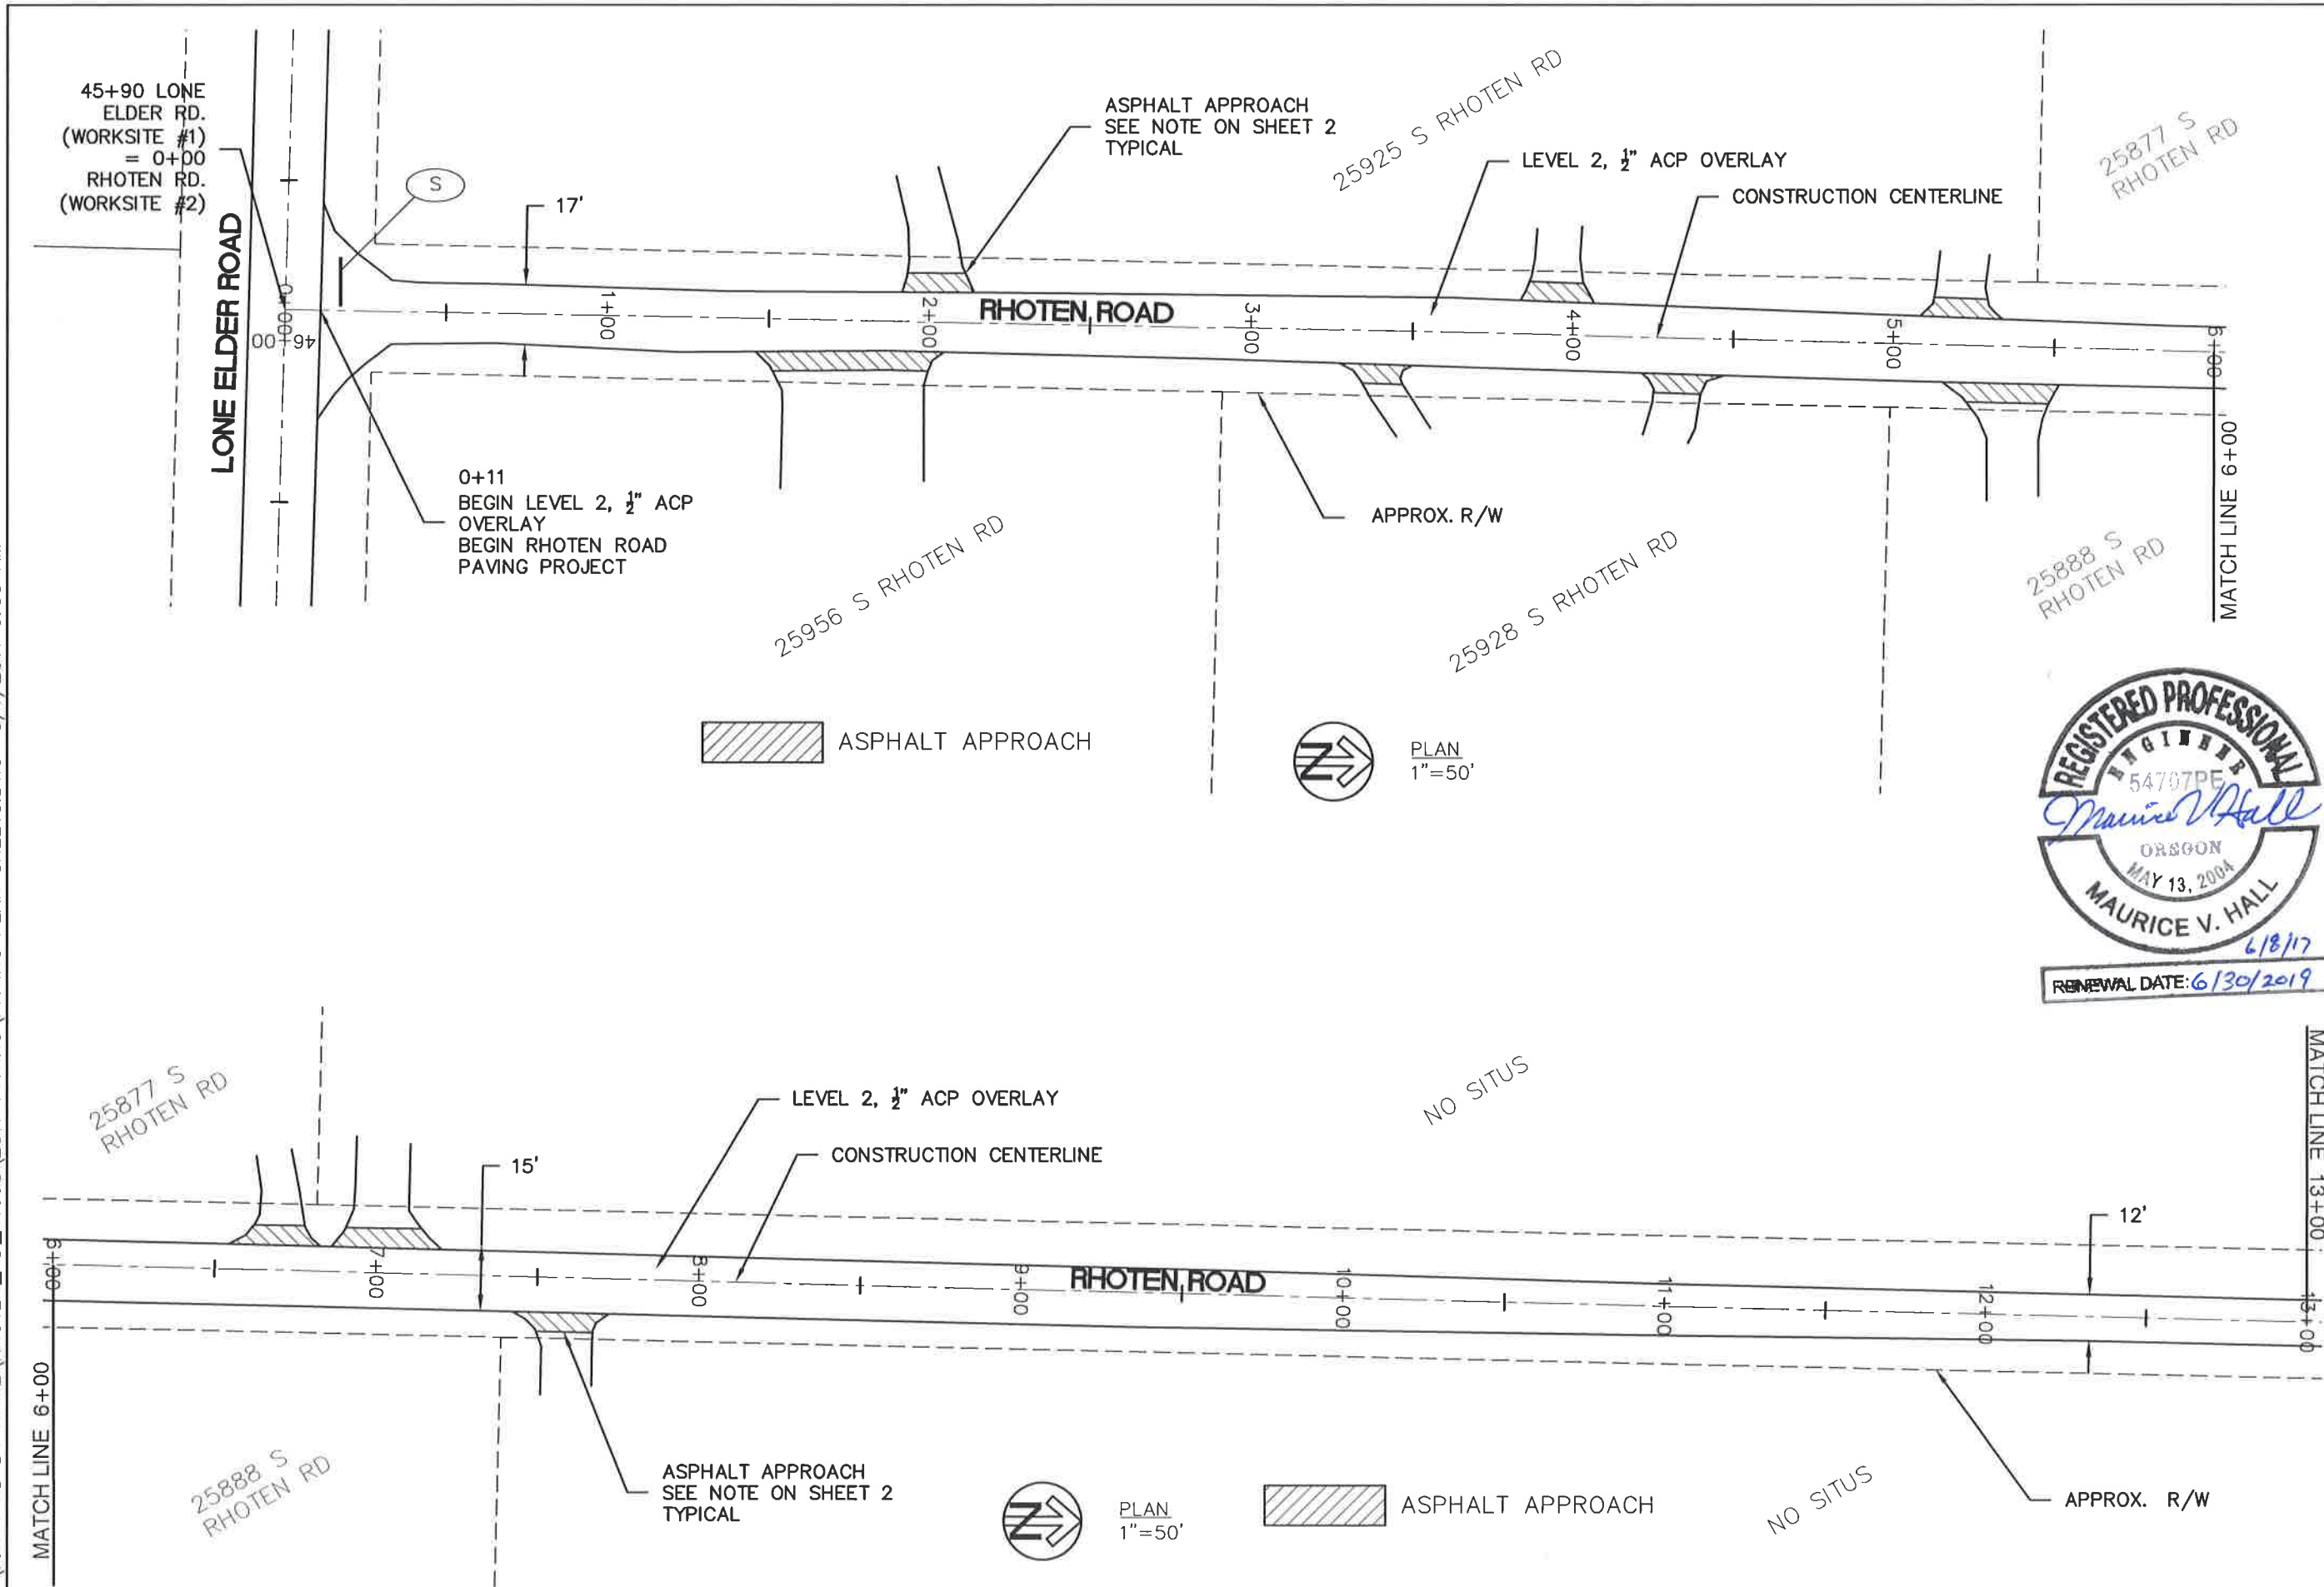 45+90 LONE
ELDER RD.
(WORKSITE #1)
= 0+00
RHOTEN RD.
(WORKSITE #2)
LONE ELDER ROAD
S
17'
ASPHALT APPROACH
SEE NOTE ON SHEET 2
TYPICAL
25925 S RHOTEN RD
LEVEL 2, ½" ACP OVERLAY
CONSTRUCTION CENTERLINE
25877 S
RHOTEN RD
0+00
46+00
1+00
2+00
RHOTEN ROAD
3+00
4+00
5+00
6+00
MATCH LINE 6+00
0+11
BEGIN LEVEL 2, ½" ACP
OVERLAY
BEGIN RHOTEN ROAD
PAVING PROJECT
25956 S RHOTEN RD
APPROX. R/W
25928 S RHOTEN RD
25888 S
RHOTEN RD
ASPHALT APPROACH
N
PLAN
1"=50'
REGISTERED PROFESSIONAL
ENGINEER
54707PE
Maurice V Hall
OREGON
MAY 13, 2004
MAURICE V. HALL
6/8/17
RENEWAL DATE: 6/30/2019
25877 S
RHOTEN RD
LEVEL 2, ½" ACP OVERLAY
CONSTRUCTION CENTERLINE
15'
NO SITUS
12'
MATCH LINE 13+00
6+00
7+00
8+00
9+00
RHOTEN ROAD
10+00
11+00
12+00
13+00
MATCH LINE 6+00
25888 S
RHOTEN RD
ASPHALT APPROACH
SEE NOTE ON SHEET 2
TYPICAL
N
PLAN
1"=50'
ASPHALT APPROACH
NO SITUS
APPROX. R/W